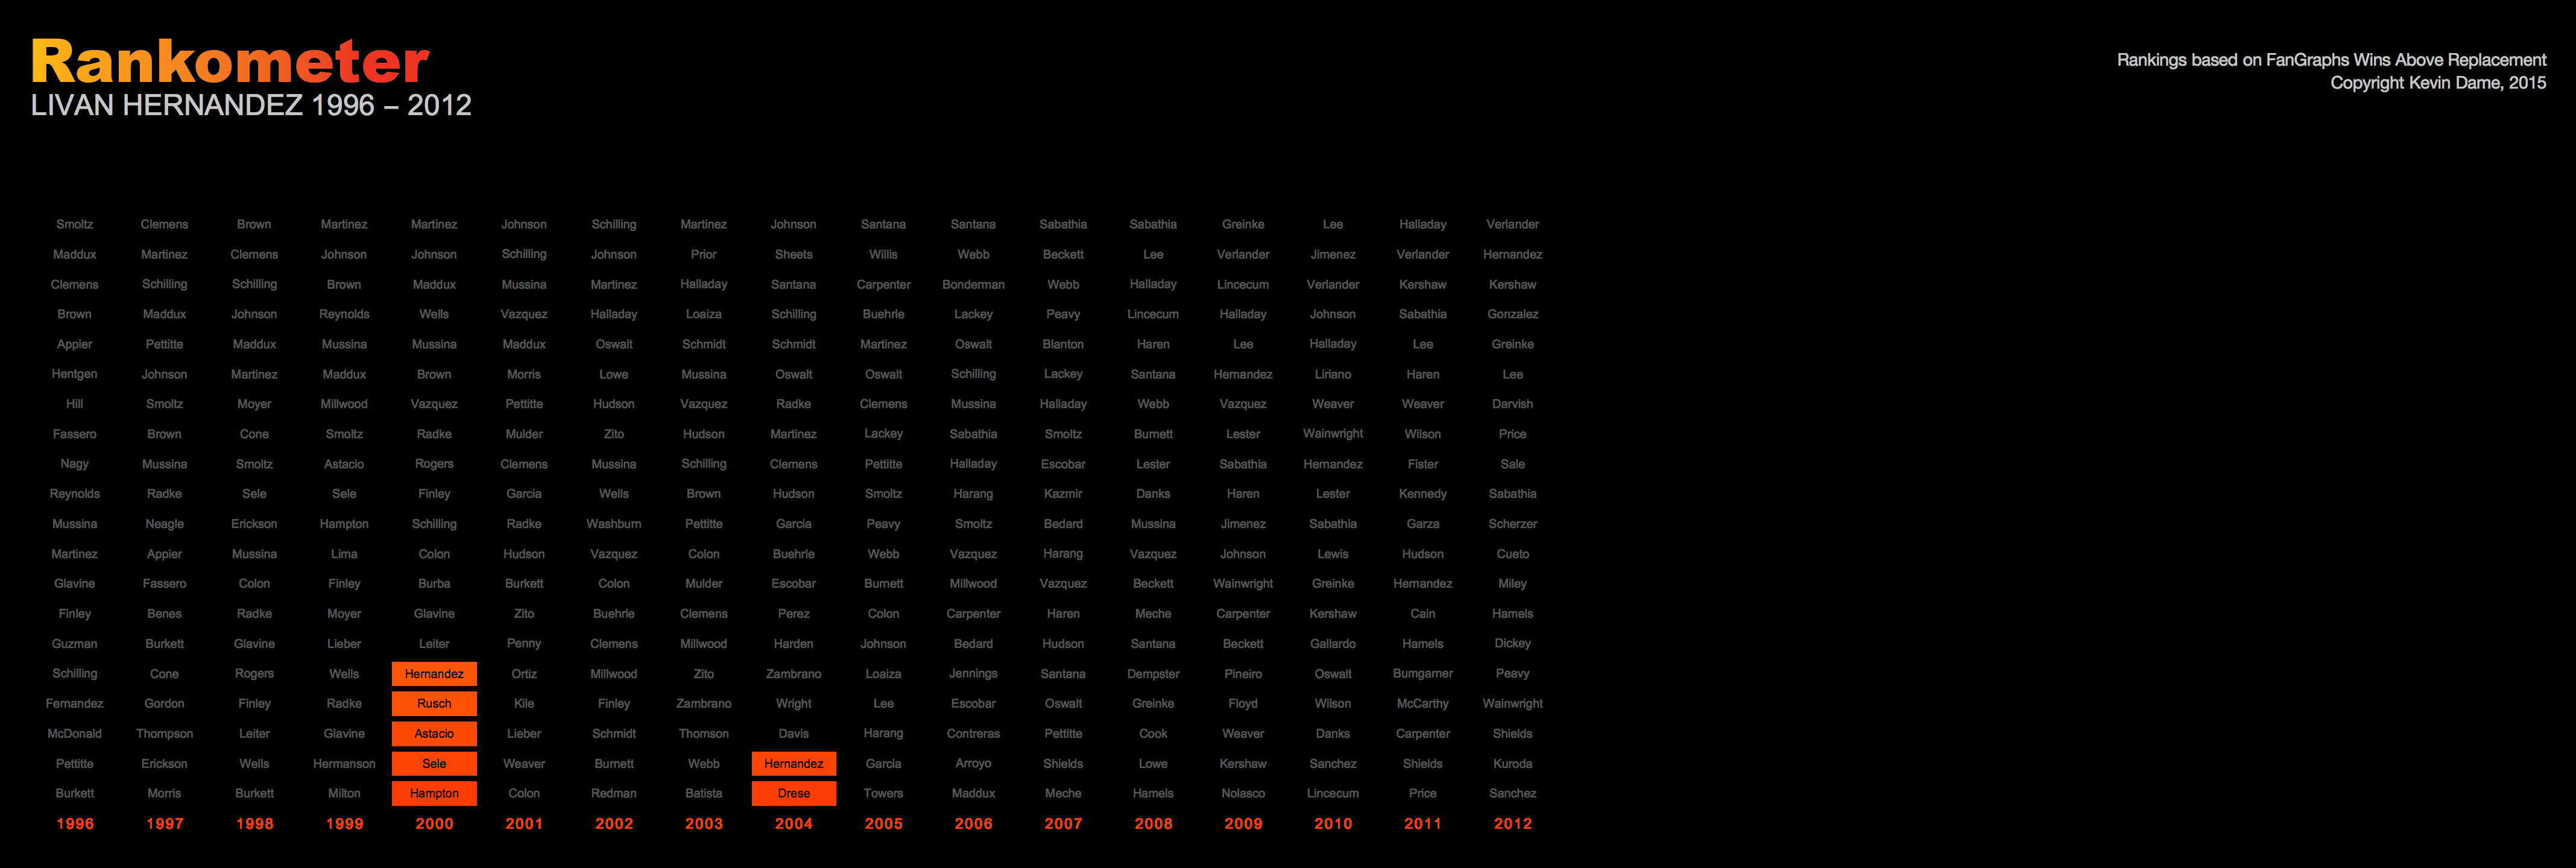 Rankometer
LIVAN HERNANDEZ 1996 – 2012
Rankings based on FanGraphs Wins Above Replacement
Copyright Kevin Dame, 2015
Smoltz Clemens Brown Martinez Martinez Johnson Schilling Martinez Johnson Santana Santana Sabathia Sabathia Greinke Lee Halladay Verlander
Maddux Martinez Clemens Johnson Johnson Schilling Johnson Prior Sheets Willis Webb Beckett Lee Verlander Jimenez Verlander Hernandez
Clemens Schilling Schilling Brown Maddux Mussina Martinez Halladay Santana Carpenter Bonderman Webb Halladay Lincecum Verlander Kershaw Kershaw
Brown Maddux Johnson Reynolds Wells Vazquez Halladay Loaiza Schilling Buehrle Lackey Peavy Lincecum Halladay Johnson Sabathia Gonzalez
Appier Pettitte Maddux Mussina Mussina Maddux Oswalt Schmidt Schmidt Martinez Oswalt Blanton Haren Lee Halladay Lee Greinke
Hentgen Johnson Martinez Maddux Brown Morris Lowe Mussina Oswalt Oswalt Schilling Lackey Santana Hernandez Liriano Haren Lee
Hill Smoltz Moyer Millwood Vazquez Pettitte Hudson Vazquez Radke Clemens Mussina Halladay Webb Vazquez Weaver Weaver Darvish
Fassero Brown Cone Smoltz Radke Mulder Zito Hudson Martinez Lackey Sabathia Smoltz Burnett Lester Wainwright Wilson Price
Nagy Mussina Smoltz Astacio Rogers Clemens Mussina Schilling Clemens Pettitte Halladay Escobar Lester Sabathia Hernandez Fister Sale
Reynolds Radke Sele Sele Finley Garcia Wells Brown Hudson Smoltz Harang Kazmir Danks Haren Lester Kennedy Sabathia
Mussina Neagle Erickson Hampton Schilling Radke Washburn Pettitte Garcia Peavy Smoltz Bedard Mussina Jimenez Sabathia Garza Scherzer
Martinez Appier Mussina Lima Colon Hudson Vazquez Colon Buehrle Webb Vazquez Harang Vazquez Johnson Lewis Hudson Cueto
Glavine Fassero Colon Finley Burba Burkett Colon Mulder Escobar Burnett Millwood Vazquez Beckett Wainwright Greinke Hernandez Miley
Finley Benes Radke Moyer Glavine Zito Buehrle Clemens Perez Colon Carpenter Haren Meche Carpenter Kershaw Cain Hamels
Guzman Burkett Glavine Lieber Leiter Penny Clemens Millwood Harden Johnson Bedard Hudson Santana Beckett Gallardo Hamels Dickey
Schilling Cone Rogers Wells Hernandez Ortiz Millwood Zito Zambrano Loaiza Jennings Santana Dempster Pineiro Oswalt Bumgarner Peavy
Fernandez Gordon Finley Radke Rusch Kile Finley Zambrano Wright Lee Escobar Oswalt Greinke Floyd Wilson McCarthy Wainwright
McDonald Thompson Leiter Glavine Astacio Lieber Schmidt Thomson Davis Harang Contreras Pettitte Cook Weaver Danks Carpenter Shields
Pettitte Erickson Wells Hermanson Sele Weaver Burnett Webb Hernandez Garcia Arroyo Shields Lowe Kershaw Sanchez Shields Kuroda
Burkett Morris Burkett Milton Hampton Colon Redman Batista Drese Towers Maddux Meche Hamels Nolasco Lincecum Price Sanchez
1996 1997 1998 1999 2000 2001 2002 2003 2004 2005 2006 2007 2008 2009 2010 2011 2012